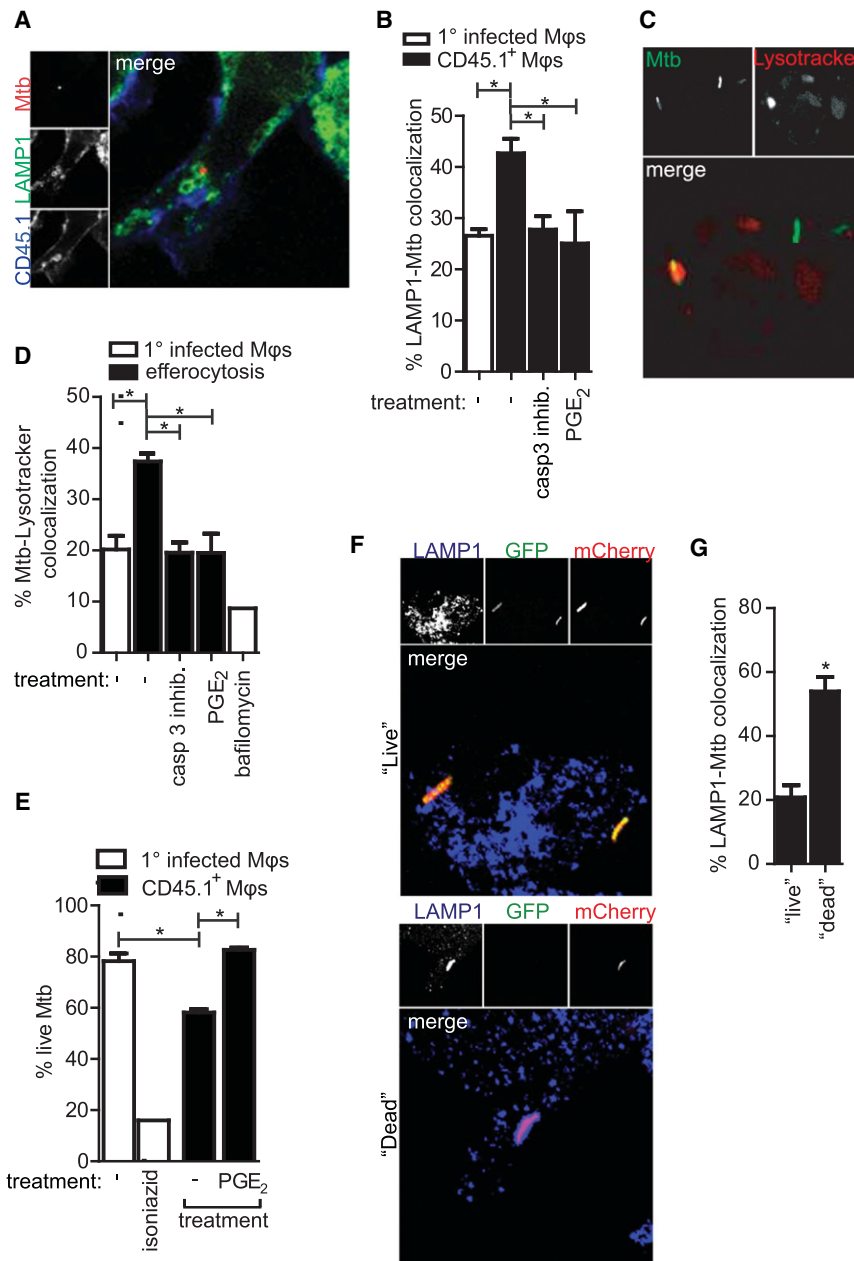 A
Mtb
LAMP1
CD45.1
merge
B
1° infected Mφs
CD45.1+ Mφs
% LAMP1-Mtb colocalization
50
40
30
20
10
0
* * *
treatment: - - casp3 inhib. PGE2
C
Mtb Lysotracker
merge
D
1° infected Mφs
efferocytosis
% Mtb-Lysotracker
colocalization
50
40
30
20
10
0
* * *
treatment: - - casp 3 inhib. PGE2 bafilomycin
E
1° infected Mφs
CD45.1+ Mφs
% live Mtb
100
80
60
40
20
0
* *
treatment: - isoniazid - PGE2
treatment
F
LAMP1 GFP mCherry
merge
“Live”
LAMP1 GFP mCherry
merge
“Dead”
G
% LAMP1-Mtb colocalization
80
60
40
20
0
*
“live” “dead”